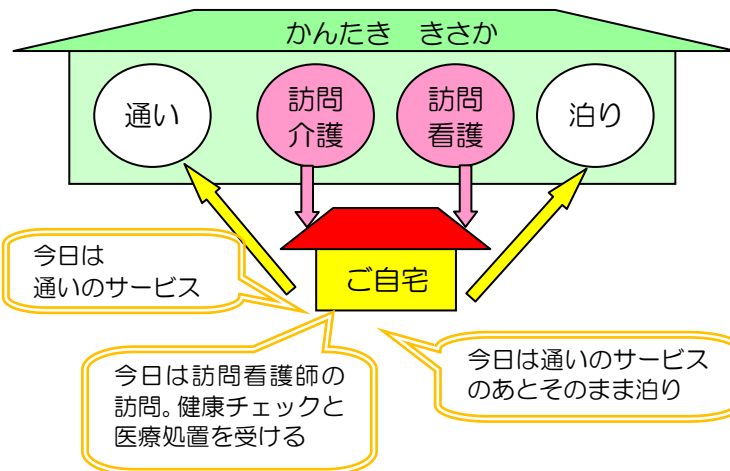 かんたき　きさか
通い
訪問
介護
訪問
看護
泊り
ご自宅
今日は
通いのサービス
今日は訪問看護師の
訪問。健康チェックと
医療処置を受ける
今日は通いのサービス
のあとそのまま泊り